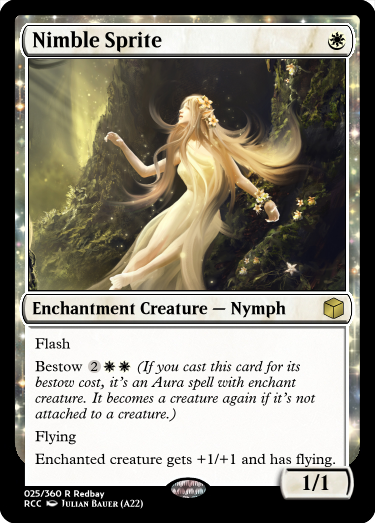 Nimble Sprite
Enchantment Creature — Nymph
Flash
Bestow 2 (If you cast this card for its
bestow cost, it's an Aura spell with enchant
creature. It becomes a creature again if it's not
attached to a creature.)
Flying
Enchanted creature gets +1/+1 and has flying.
1/1
025/360 R Redbay
RCC Julian Bauer (A22)